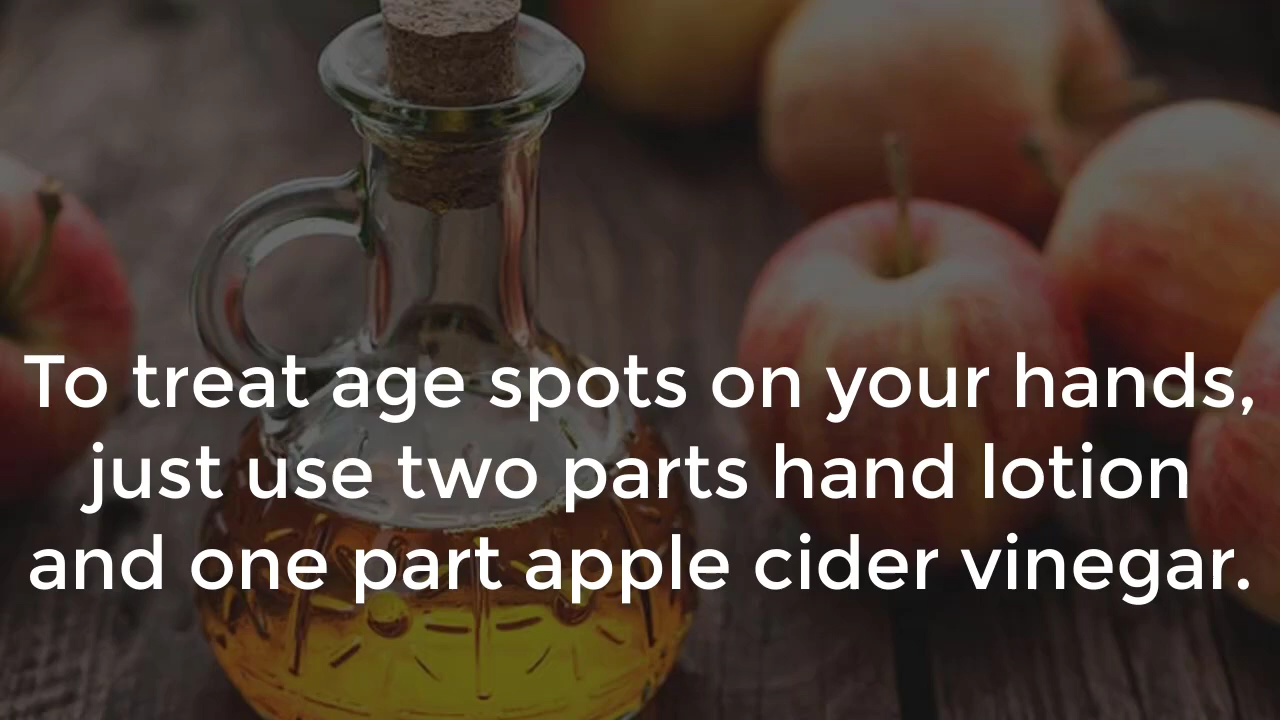 To treat age spots on your hands,
just use two parts hand lotion
and one part apple cider vinegar.